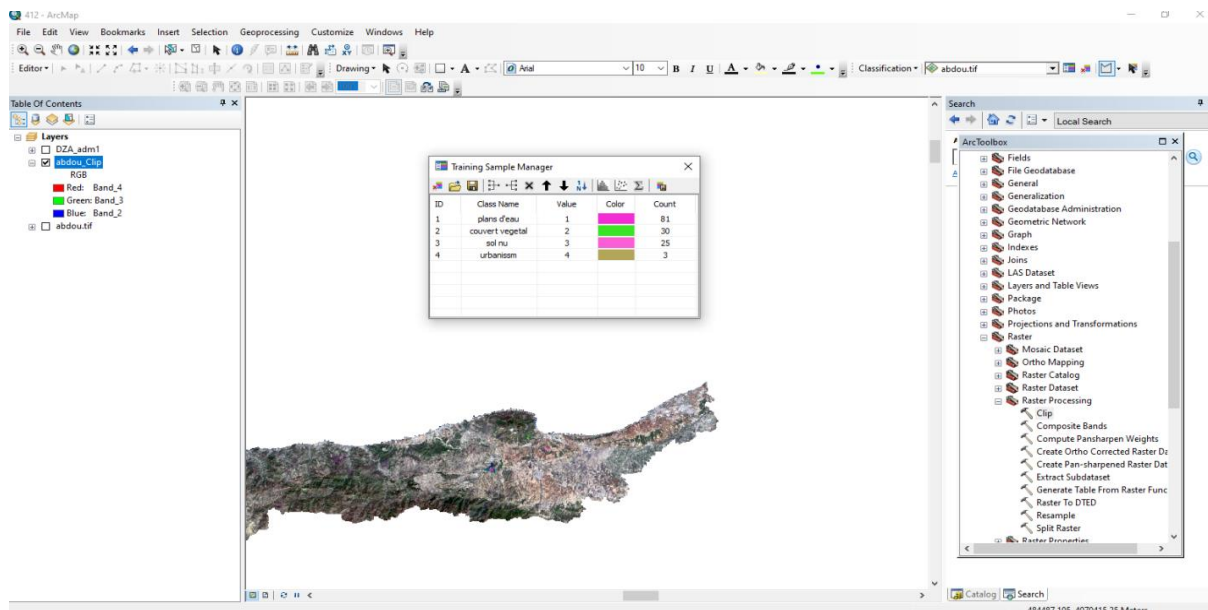 412 - ArcMap
File Edit View Bookmarks Insert Selection Geoprocessing Customize Windows Help
Editor Drawing Arial 10 B I U A Classification abdou.tif
Table Of Contents
Layers
DZA_adm1
abdou_Clip
RGB
Red: Band_4
Green: Band_3
Blue: Band_2
abdou.tif
Training Sample Manager
ID Class Name Value Color Count
1 plans d'eau 1 81
2 couvert vegetal 2 30
3 sol nu 3 25
4 urbanissm 4 3
Search
Local Search
ArcToolbox
Fields
File Geodatabase
General
Generalization
Geodatabase Administration
Geometric Network
Graph
Indexes
Joins
LAS Dataset
Layers and Table Views
Package
Photos
Projections and Transformations
Raster
Mosaic Dataset
Ortho Mapping
Raster Catalog
Raster Dataset
Raster Processing
Clip
Composite Bands
Compute Pansharpen Weights
Create Ortho Corrected Raster Da
Create Pan-sharpened Raster Dat
Extract Subdataset
Generate Table From Raster Func
Raster To DTED
Resample
Split Raster
Raster Properties
Catalog Search